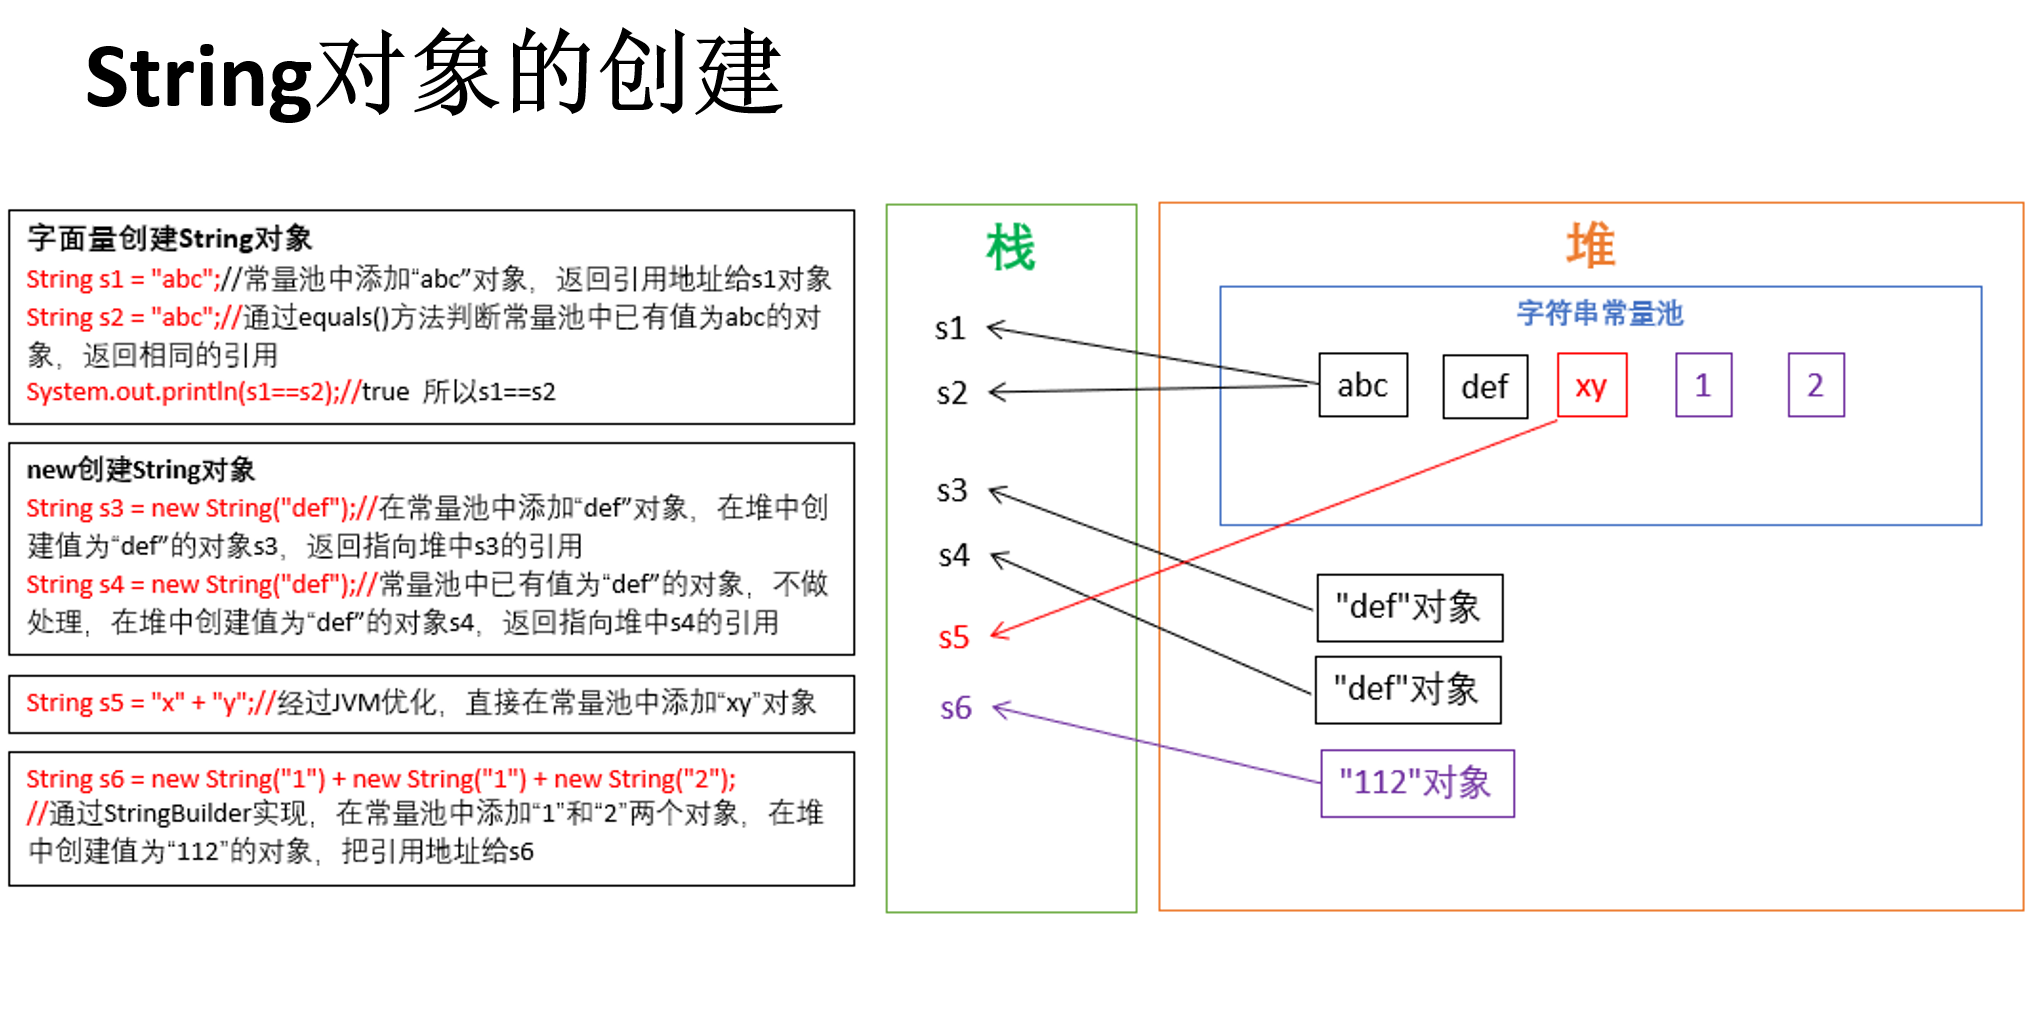 String对象的创建
字面量创建String对象
String s1 = "abc";//常量池中添加“abc”对象，返回引用地址给s1对象
String s2 = "abc";//通过equals()方法判断常量池中已有值为abc的对
象，返回相同的引用
System.out.println(s1==s2);//true 所以s1==s2
new创建String对象
String s3 = new String("def");//在常量池中添加“def”对象，在堆中创
建值为“def”的对象s3，返回指向堆中s3的引用
String s4 = new String("def");//常量池中已有值为“def”的对象，不做
处理，在堆中创建值为“def”的对象s4，返回指向堆中s4的引用
String s5 = "x" + "y";//经过JVM优化，直接在常量池中添加“xy”对象
String s6 = new String("1") + new String("1") + new String("2");
//通过StringBuilder实现，在常量池中添加“1”和“2”两个对象，在堆
中创建值为“112”的对象，把引用地址给s6
栈
s1
s2
s3
s4
s5
s6
堆
字符串常量池
abc
def
xy
1
2
"def"对象
"def"对象
"112"对象